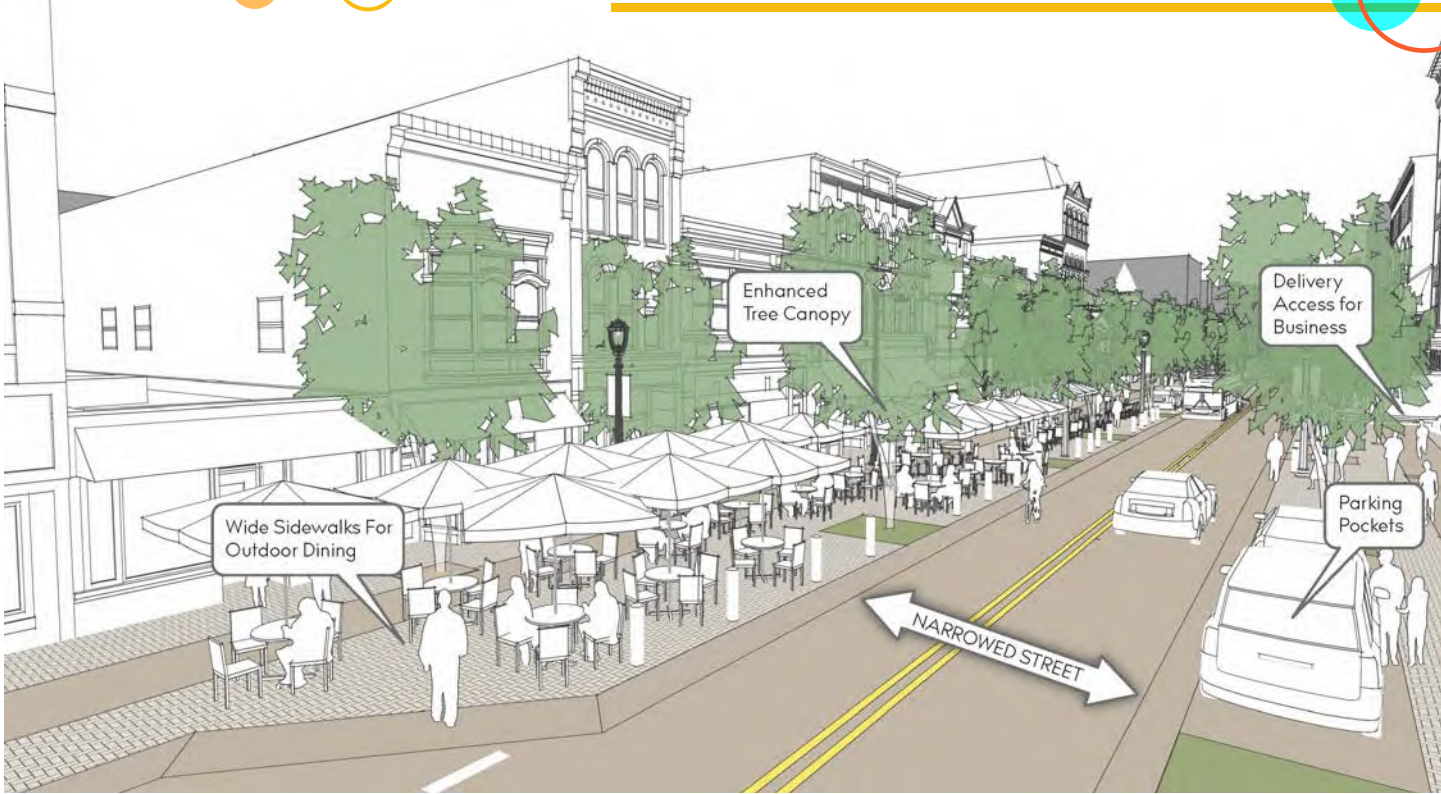 Enhanced
Tree Canopy
Delivery
Access for
Business
Wide Sidewalks For
Outdoor Dining
Parking
Pockets
NARROWED STREET